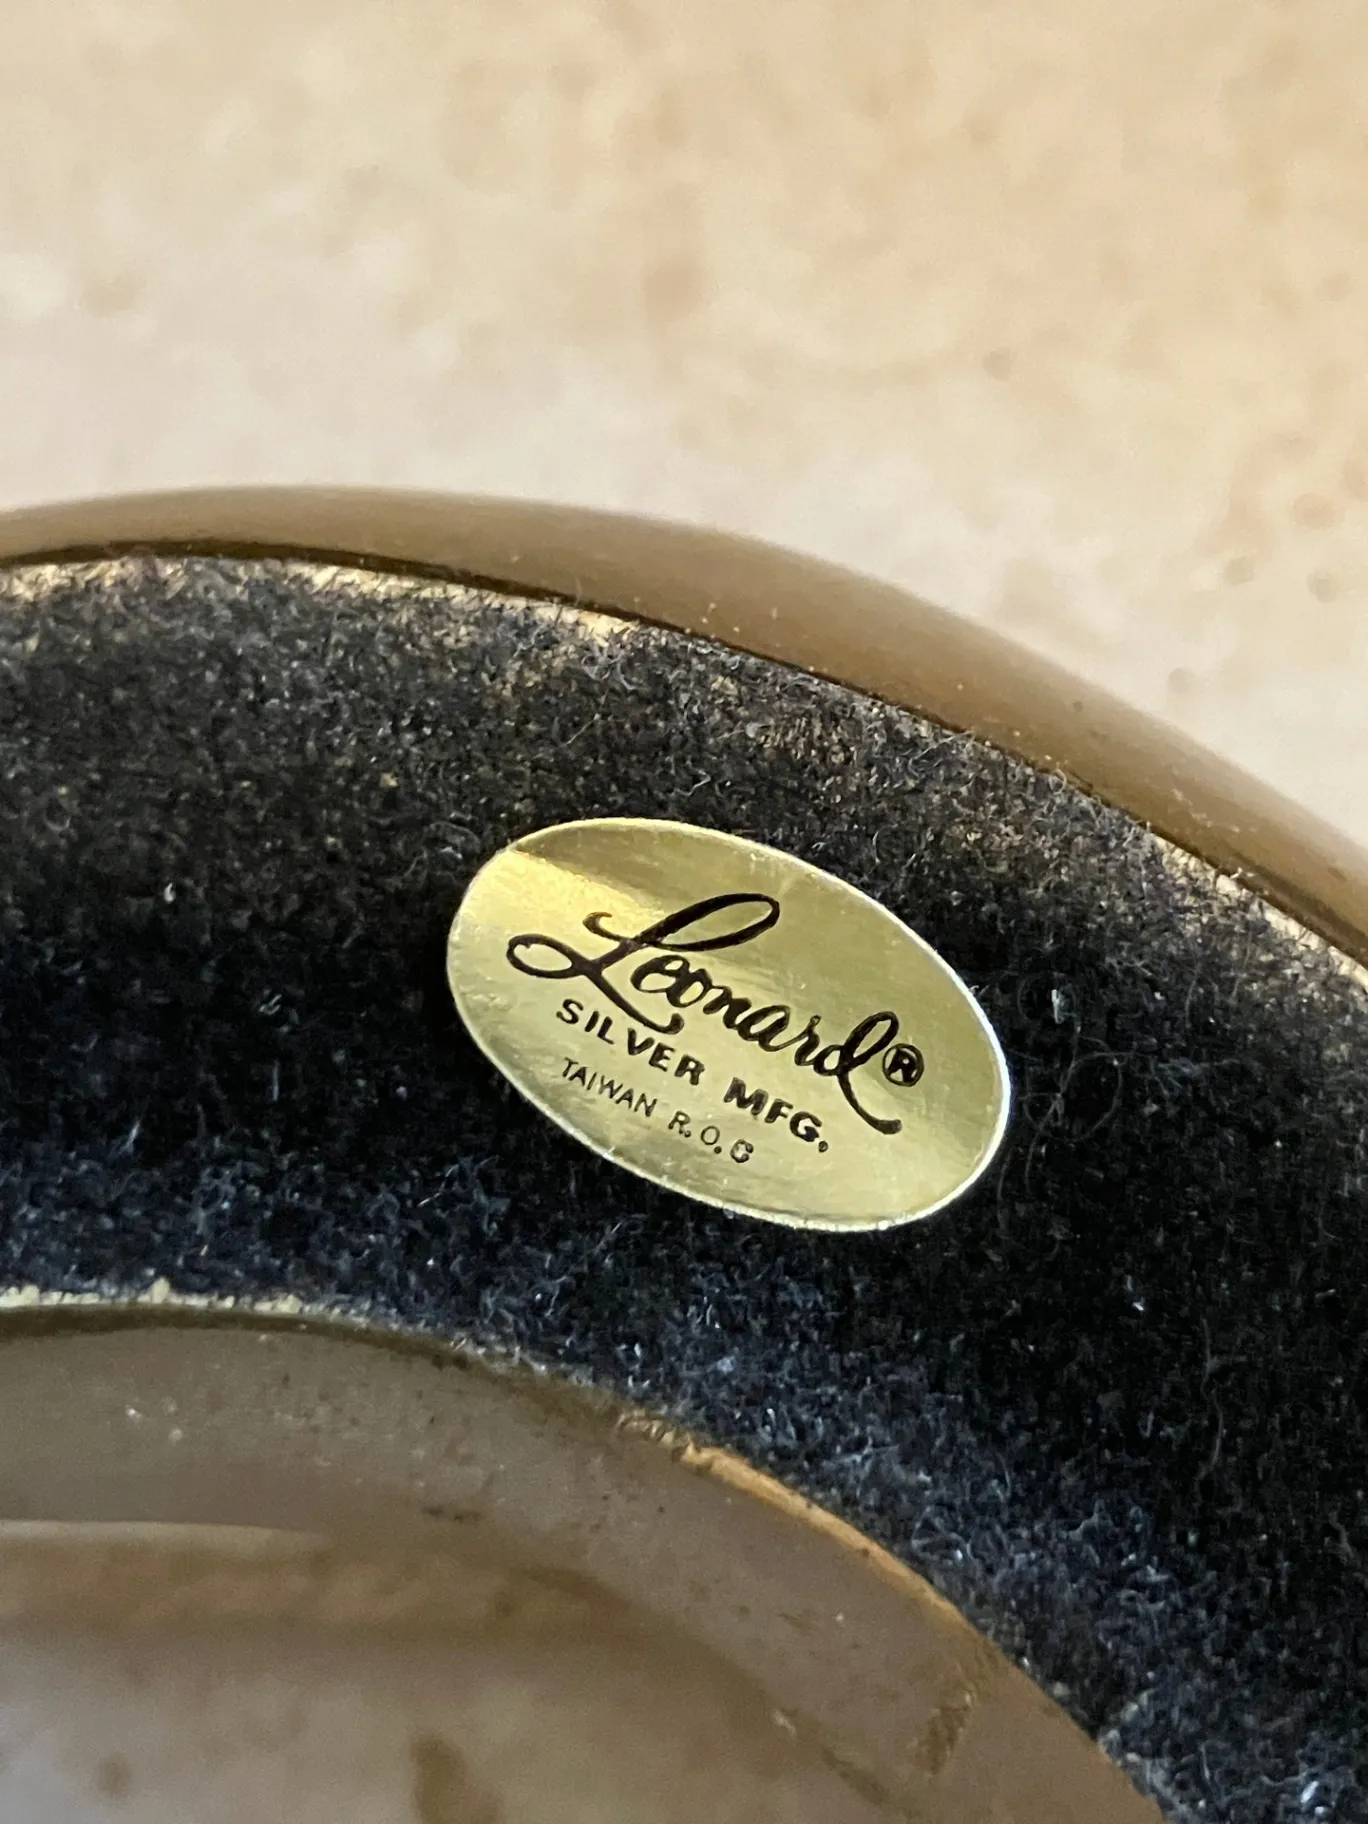 Leonard®
SILVER MFG.
TAIWAN R.O.C